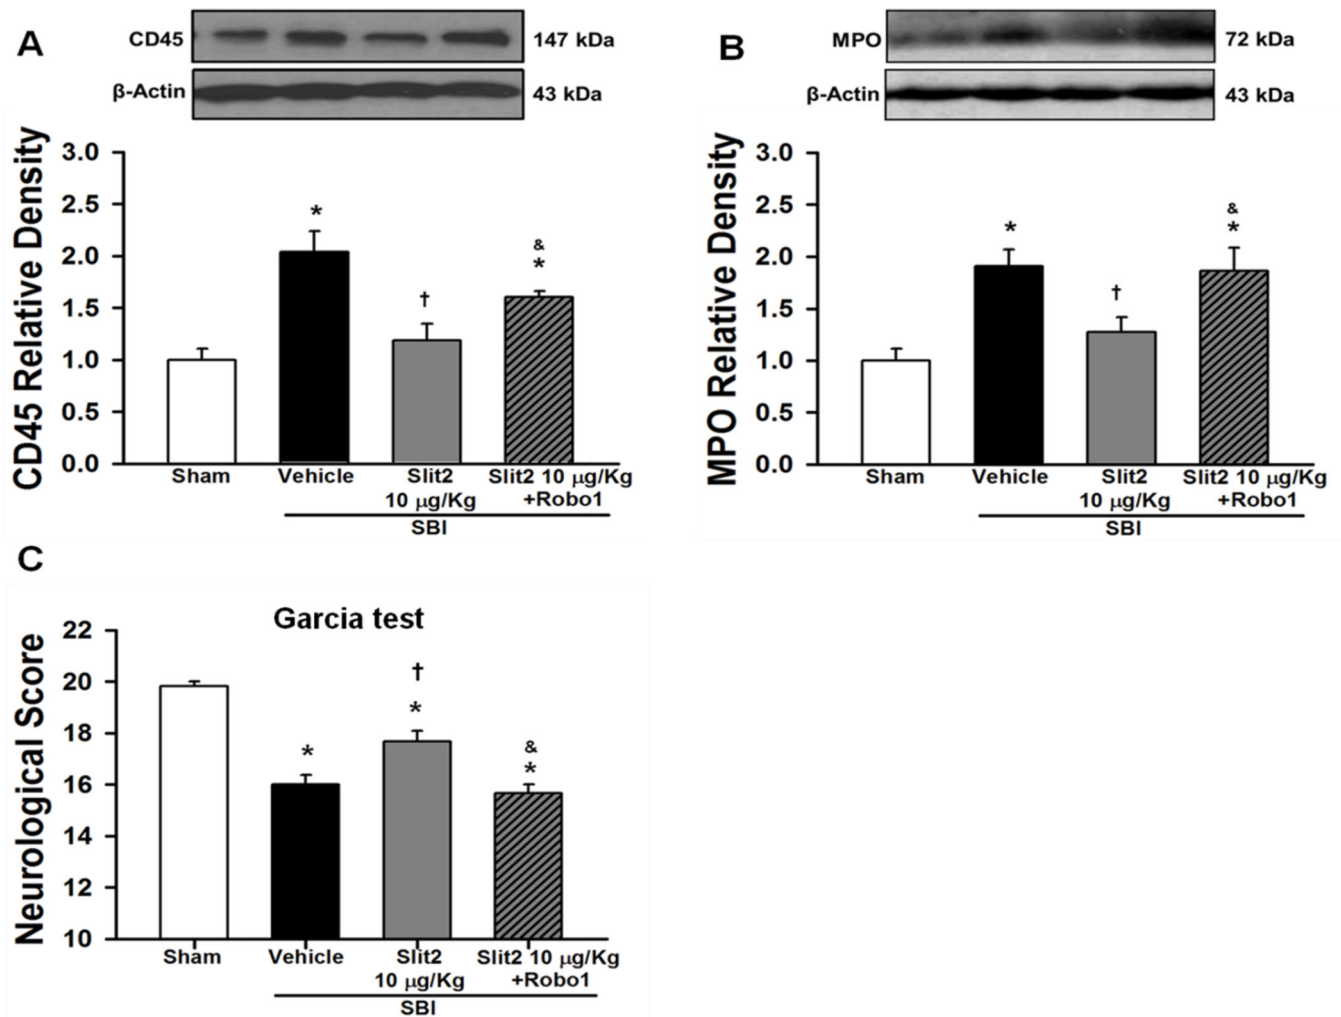 A
CD45
147 kDa
β-Actin
43 kDa
CD45 Relative Density
3.0
2.5
2.0
1.5
1.0
0.5
0.0
*
†
&
*
Sham
Vehicle
Slit2
10 μg/Kg
Slit2 10 μg/Kg
+Robo1
SBI
B
MPO
72 kDa
β-Actin
43 kDa
MPO Relative Density
3.0
2.5
2.0
1.5
1.0
0.5
0.0
*
†
&
*
Sham
Vehicle
Slit2
10 μg/Kg
Slit2 10 μg/Kg
+Robo1
SBI
C
Garcia test
Neurological Score
22
20
18
16
14
12
10
*
†
*
&
*
Sham
Vehicle
Slit2
10 μg/Kg
Slit2 10 μg/Kg
+Robo1
SBI